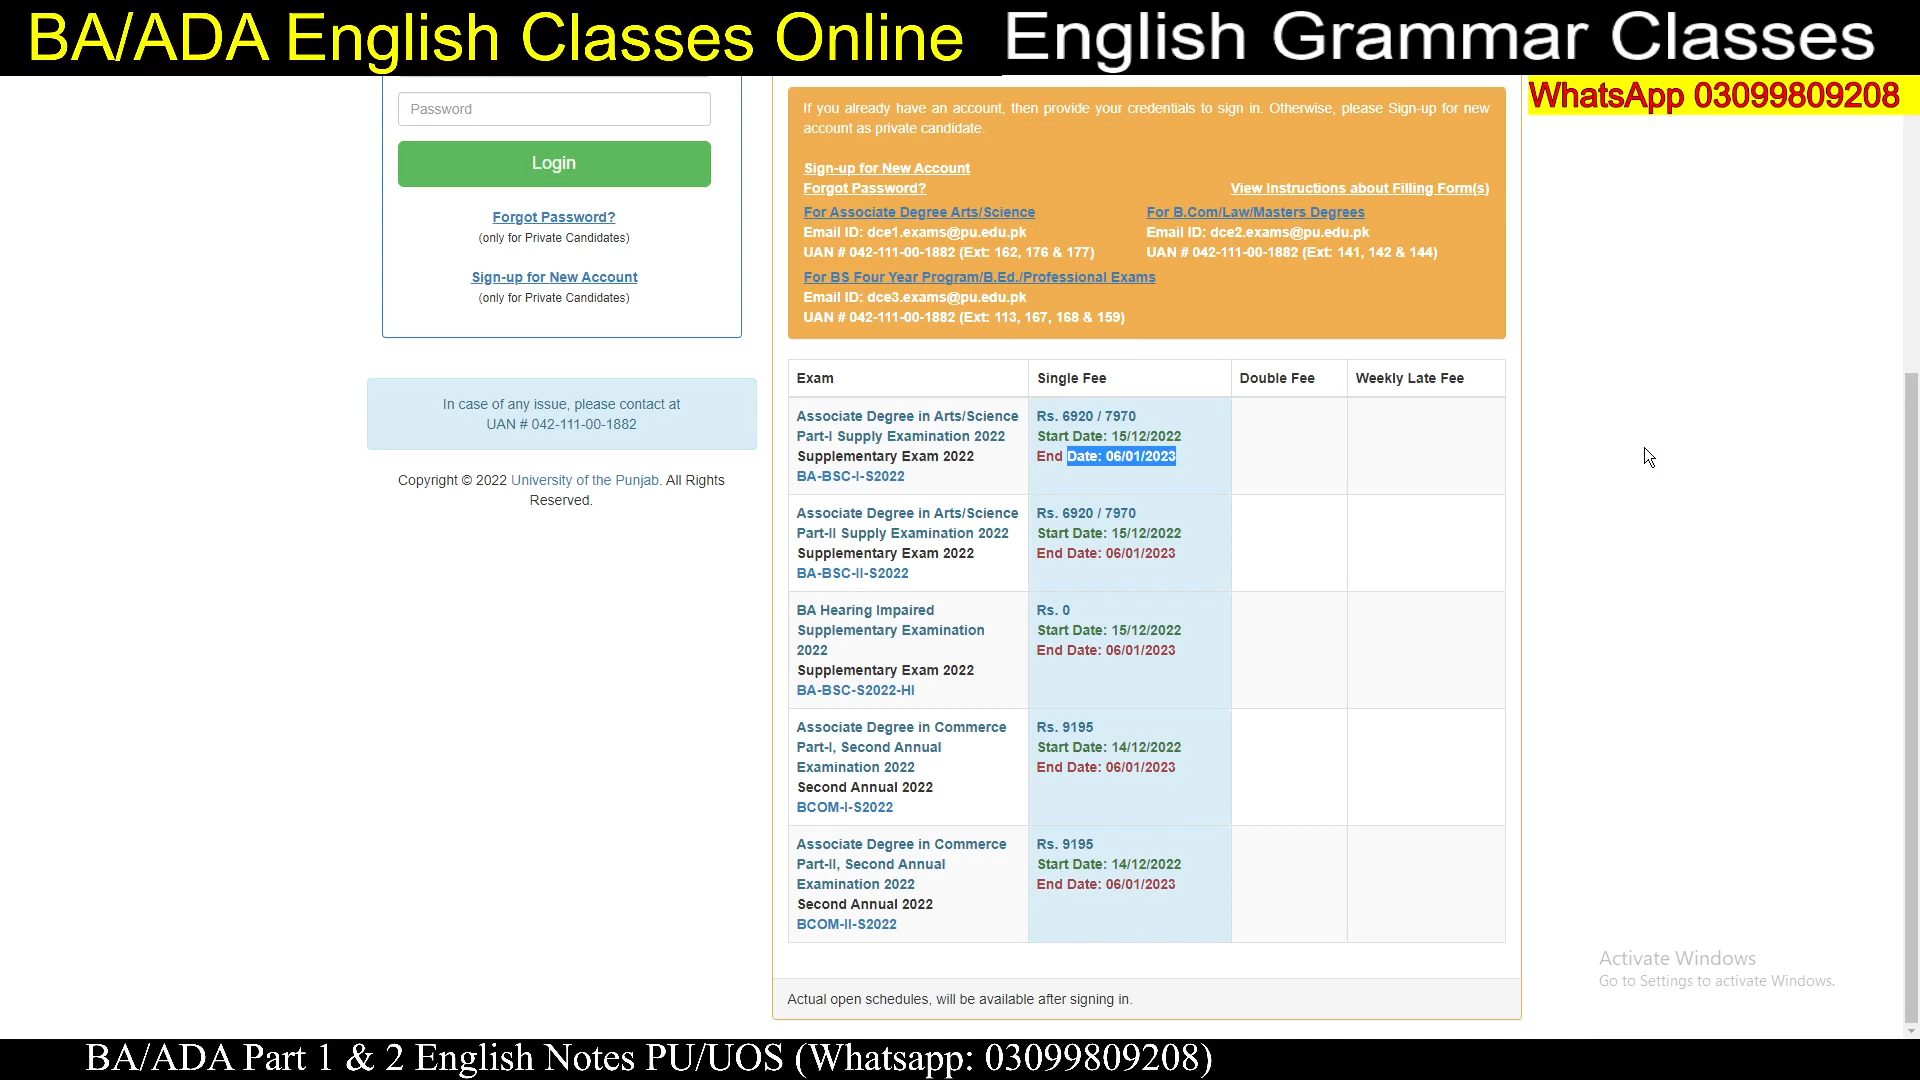 BA/ADA English Classes Online English Grammar Classes
WhatsApp 03099809208
Password
Login
Forgot Password?
(only for Private Candidates)
Sign-up for New Account
(only for Private Candidates)
In case of any issue, please contact at
UAN # 042-111-00-1882
Copyright © 2022 University of the Punjab. All Rights
Reserved.
If you already have an account, then provide your credentials to sign in. Otherwise, please Sign-up for new
account as private candidate.
Sign-up for New Account
Forgot Password? View Instructions about Filling Form(s)
For Associate Degree Arts/Science For B.Com/Law/Masters Degrees
Email ID: dce1.exams@pu.edu.pk Email ID: dce2.exams@pu.edu.pk
UAN # 042-111-00-1882 (Ext: 162, 176 & 177) UAN # 042-111-00-1882 (Ext: 141, 142 & 144)
For BS Four Year Program/B.Ed./Professional Exams
Email ID: dce3.exams@pu.edu.pk
UAN # 042-111-00-1882 (Ext: 113, 167, 168 & 159)
Exam Single Fee Double Fee Weekly Late Fee
Associate Degree in Arts/Science Rs. 6920 / 7970
Part-I Supply Examination 2022 Start Date: 15/12/2022
Supplementary Exam 2022 End Date: 06/01/2023
BA-BSC-I-S2022
Associate Degree in Arts/Science Rs. 6920 / 7970
Part-II Supply Examination 2022 Start Date: 15/12/2022
Supplementary Exam 2022 End Date: 06/01/2023
BA-BSC-II-S2022
BA Hearing Impaired Rs. 0
Supplementary Examination Start Date: 15/12/2022
2022 End Date: 06/01/2023
Supplementary Exam 2022
BA-BSC-S2022-HI
Associate Degree in Commerce Rs. 9195
Part-I, Second Annual Start Date: 14/12/2022
Examination 2022 End Date: 06/01/2023
Second Annual 2022
BCOM-I-S2022
Associate Degree in Commerce Rs. 9195
Part-II, Second Annual Start Date: 14/12/2022
Examination 2022 End Date: 06/01/2023
Second Annual 2022
BCOM-II-S2022
Actual open schedules, will be available after signing in.
Activate Windows
Go to Settings to activate Windows.
BA/ADA Part 1 & 2 English Notes PU/UOS (Whatsapp: 03099809208)